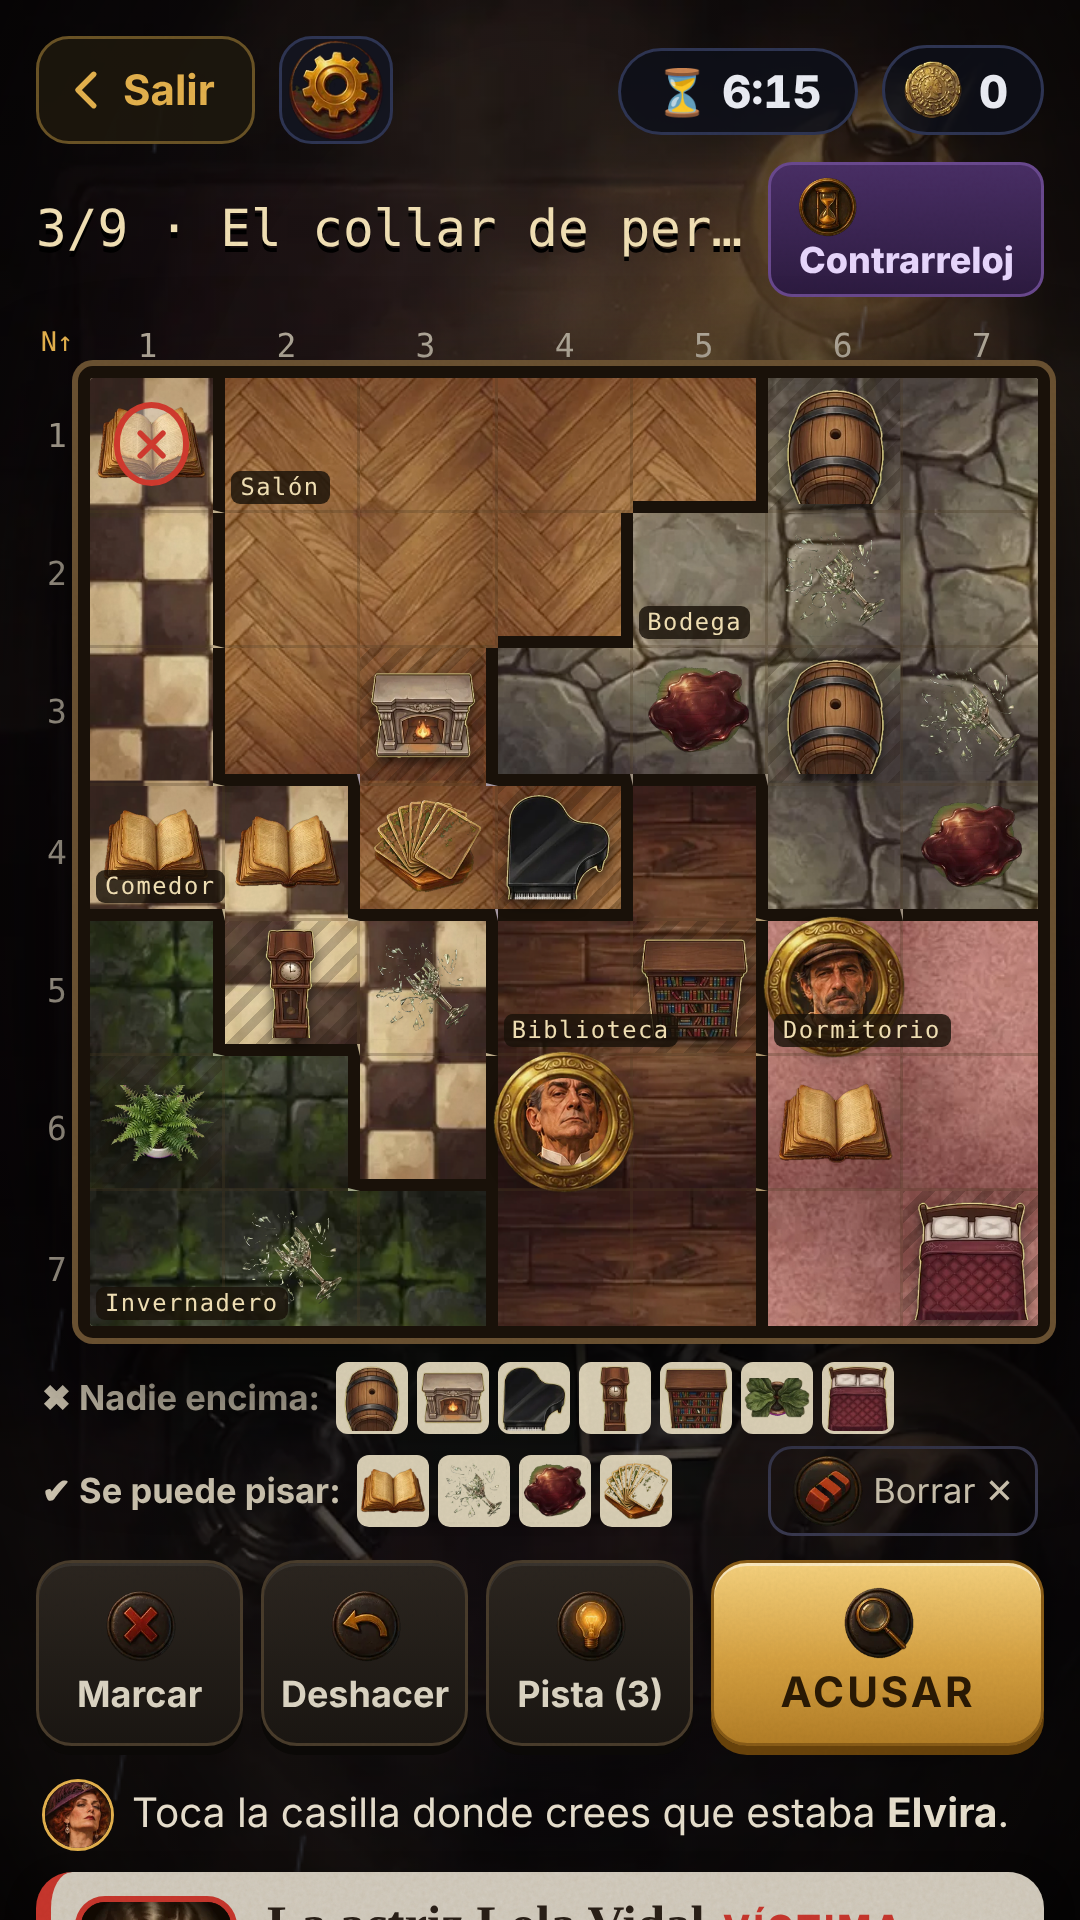 Salir
6:15
0
3/9 · El collar de per…
Contrarreloj
N↑
1 2 3 4 5 6 7
1
Salón
2
Bodega
3
4
Comedor
5
Biblioteca
Dormitorio
6
7
Invernadero
✖ Nadie encima:
✔ Se puede pisar:
Borrar ✕
Marcar
Deshacer
Pista (3)
ACUSAR
Toca la casilla donde crees que estaba Elvira.
La actriz Lola Vidal VÍCTIMA